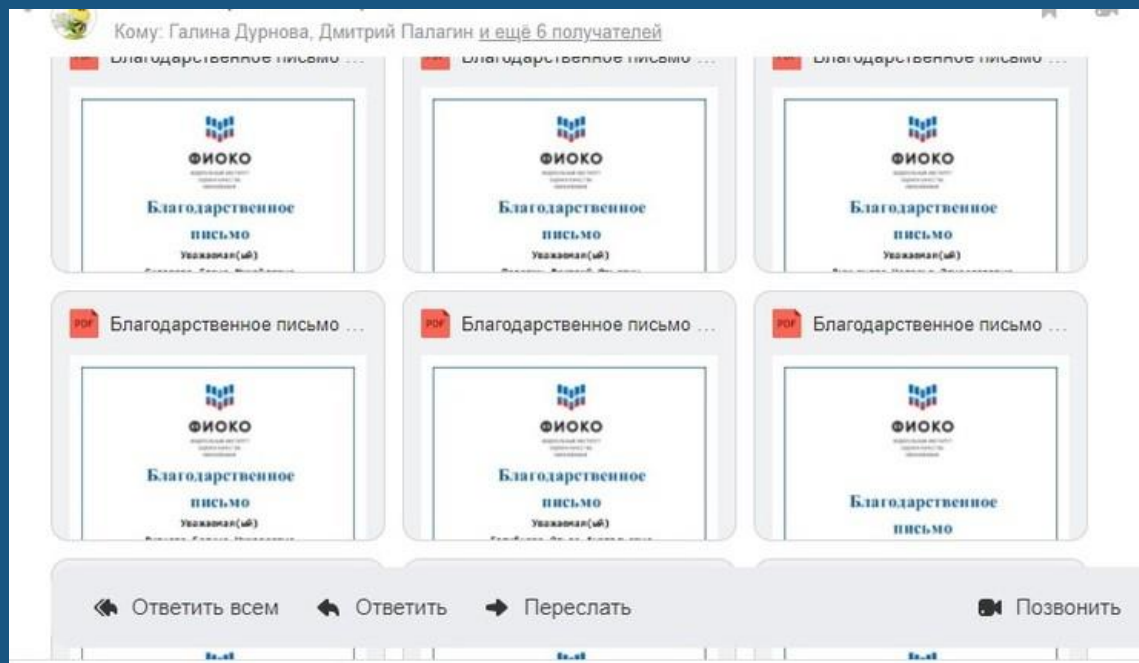 Кому: Галина Дурнова, Дмитрий Палагин и ещё 6 получателей
Благодарственное письмо ...
Благодарственное письмо ...
Благодарственное письмо ...
ФИОКО
Благодарственное
письмо
Уважаемая(ый)
ФИОКО
Благодарственное
письмо
Уважаемая(ый)
ФИОКО
Благодарственное
письмо
Уважаемая(ый)
PDF Благодарственное письмо ...
PDF Благодарственное письмо ...
PDF Благодарственное письмо ...
ФИОКО
Благодарственное
письмо
Уважаемая(ый)
ФИОКО
Благодарственное
письмо
Уважаемая(ый)
ФИОКО
Благодарственное
письмо
Ответить всем Ответить Переслать Позвонить